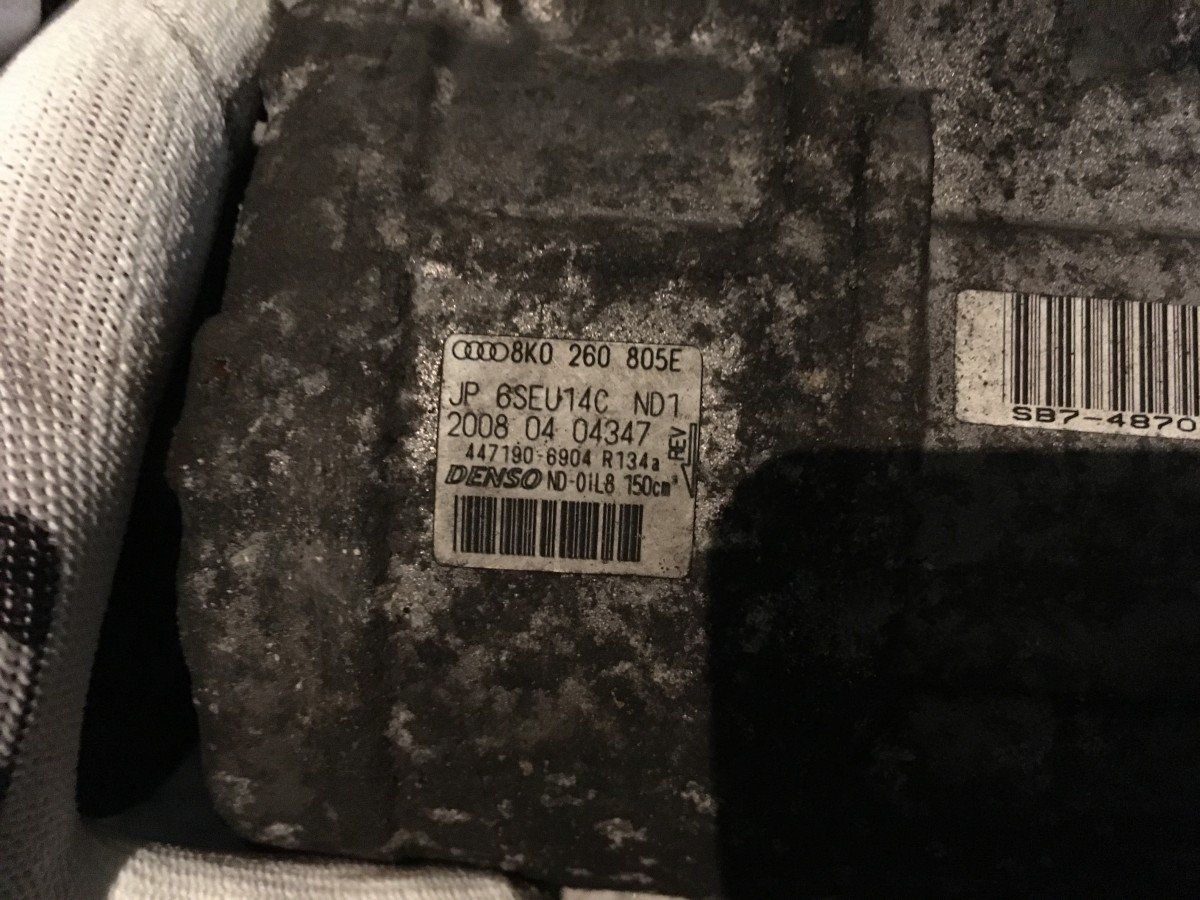 8K0 260 805E
JP 6SEU14C ND1
2008 04 04347
REV
447190-6904 R134a
DENSO ND-OIL8 150cm³
SB7-4870